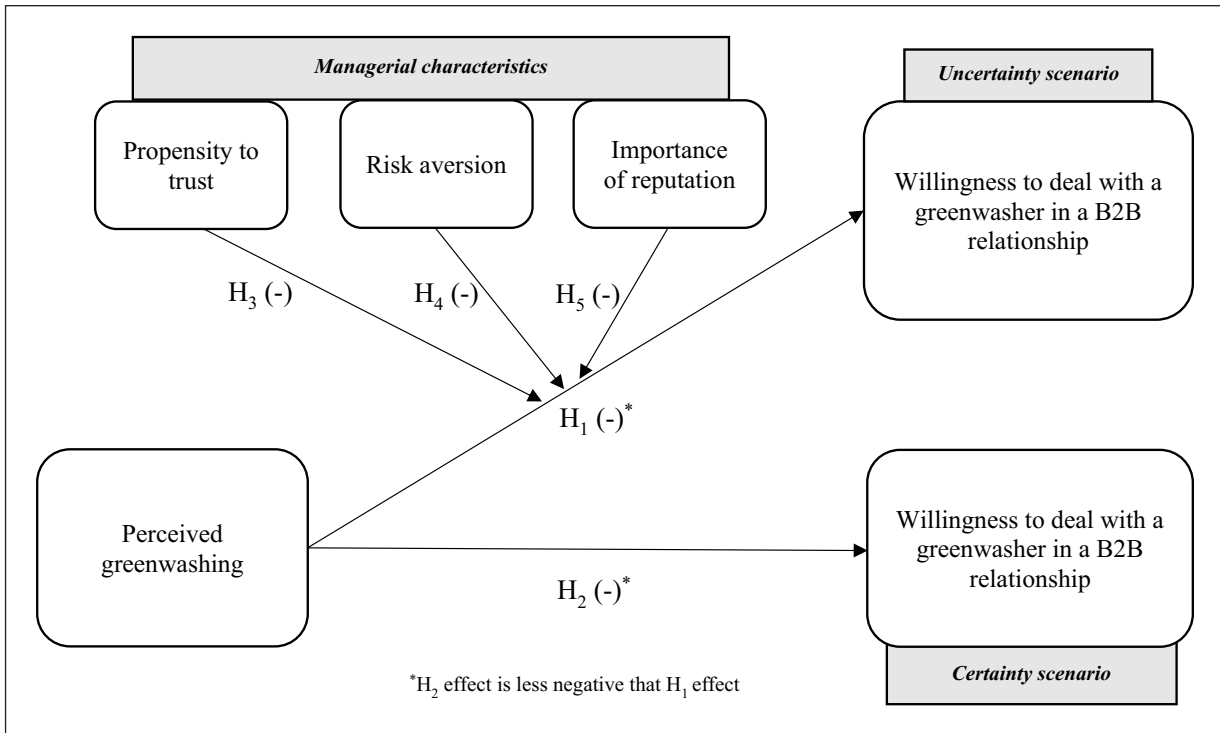 Managerial characteristics
Uncertainty scenario
Propensity to
trust
Risk aversion
Importance
of reputation
Willingness to deal with a
greenwasher in a B2B
relationship
H₃ (-)
H₄ (-)
H₅ (-)
H₁ (-)*
Perceived
greenwashing
Willingness to deal with a
greenwasher in a B2B
relationship
H₂ (-)*
*H₂ effect is less negative that H₁ effect
Certainty scenario